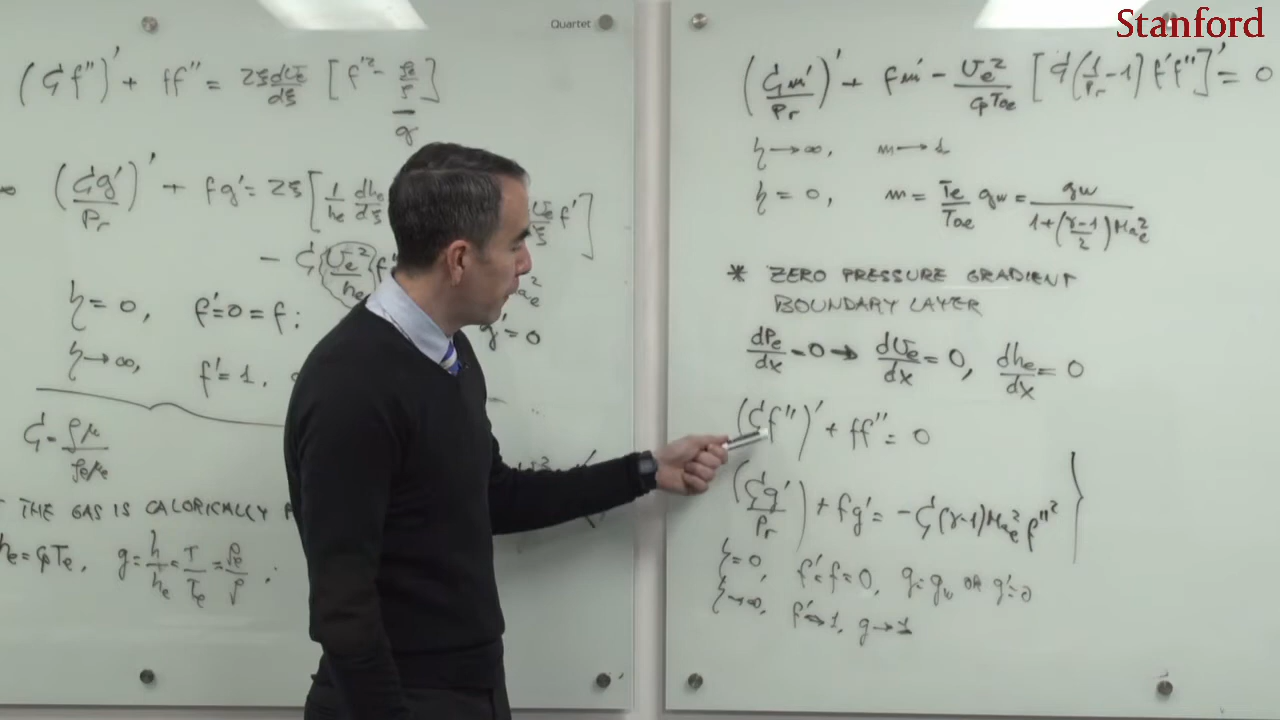 Stanford
Quartet
(Cf'')' + ff'' = 2ξ dUe/dξ [f'² - ρe/ρ]
g
(Cg'/Pr)' + fg' = 2ξ[1/he dhe/dξ Ue/ξ f']
- C Ue²/he f'
η = 0, f'=0=f; g'=0
η→∞, f'=1,
C = ρμ/ρeμe
THE GAS IS CALORICALLY
he=cpTe, g=h/he=T/Te=ρe/ρ;
(Cm'/Pr)' + fm' - Ue²/cpTae [C(1/Pr -1) f'f'']' = 0
η→∞, m→1
η=0, m = Te/Tae gw = gw/(1+(γ-1/2)Mae²)
* ZERO PRESSURE GRADIENT
BOUNDARY LAYER
dPe/dx = 0 → dUe/dx = 0, dhe/dx = 0
(Cf'')' + ff'' = 0
(Cg'/Pr)' + fg' = -C(γ-1)Mae² f''²
η=0, f'=f=0, g=gw OR g'=0
η→∞, f'→1, g→1